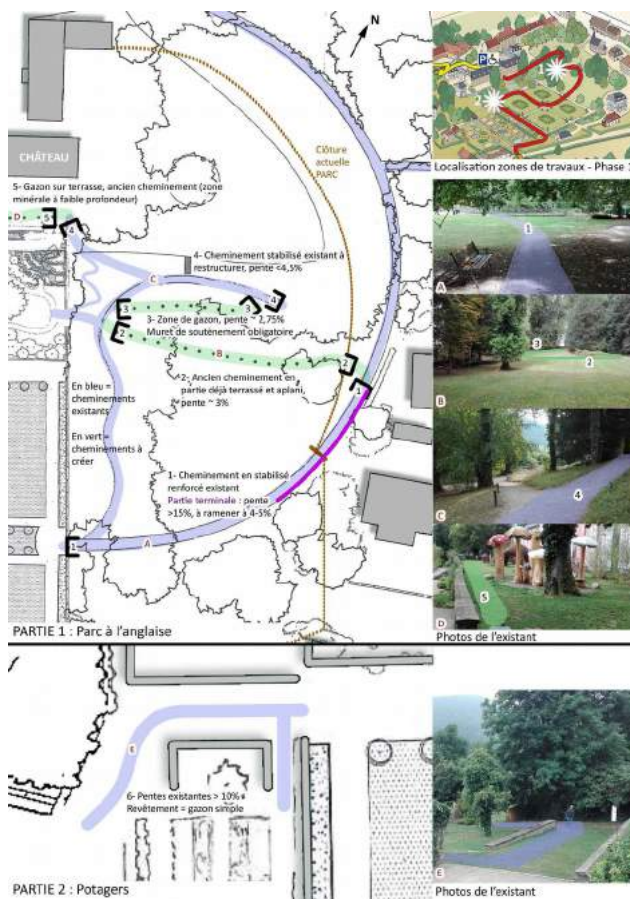 N
P
1
2
Localisation zones de travaux - Phase 1
CHÂTEAU
Clôture
actuelle
PARC
5- Gazon sur terrasse, ancien cheminement (zone
minérale à faible profondeur)
D
5
4
C
4- Cheminement stabilisé existant à
restructurer, pente <4,5%
4
3
3
3- Zone de gazon, pente ~ 2,75%
Muret de soutènement obligatoire
2
B
2
2- Ancien cheminement en
partie déjà terrassé et aplani,
pente ~ 3%
1
En bleu =
cheminements
existants
En vert =
cheminements à
créer
1- Cheminement en stabilisé
renforcé existant
Partie terminale : pente
>15%, à ramener à 4-5%
1
A
PARTIE 1 : Parc à l'anglaise
1
A
3
2
B
4
C
5
D
Photos de l'existant
E
6- Pentes existantes > 10%
Revêtement = gazon simple
PARTIE 2 : Potagers
E
Photos de l'existant